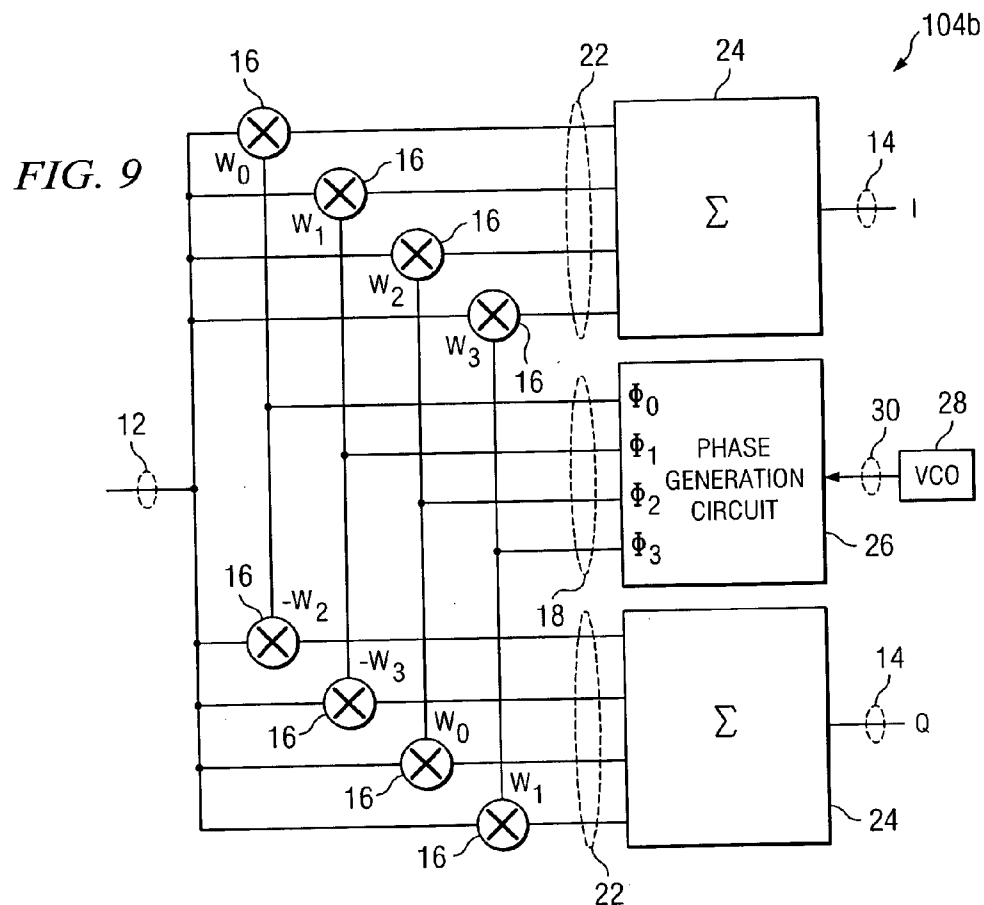 104b
16
22
24
FIG. 9
W0
16
14
I
W1
16
Σ
W2
W3
16
Φ0
12
30
28
Φ1
PHASE
GENERATION
CIRCUIT
VCO
Φ2
Φ3
26
16
18
-W2
-W3
14
16
W0
Σ
Q
16
W1
16
24
22